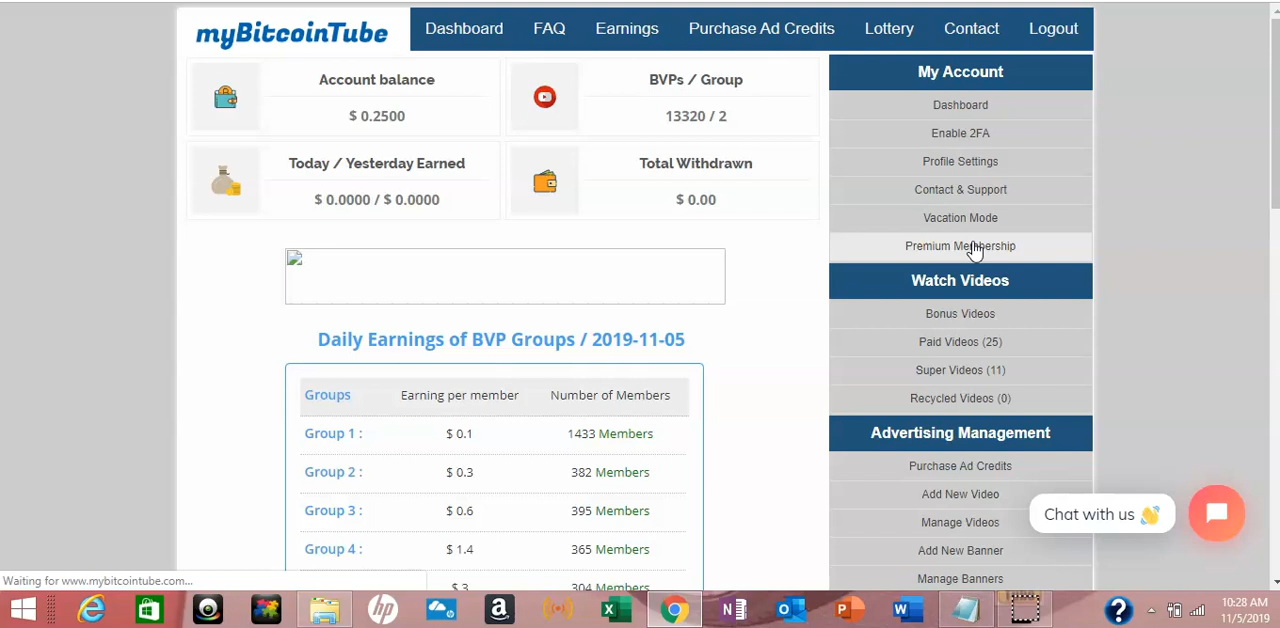 myBitcoinTube
Dashboard FAQ Earnings Purchase Ad Credits Lottery Contact Logout
Account balance
$ 0.2500
BVPs / Group
13320 / 2
Today / Yesterday Earned
$ 0.0000 / $ 0.0000
Total Withdrawn
$ 0.00
Daily Earnings of BVP Groups / 2019-11-05
Groups Earning per member Number of Members
Group 1 : $ 0.1 1433 Members
Group 2 : $ 0.3 382 Members
Group 3 : $ 0.6 395 Members
Group 4 : $ 1.4 365 Members
$ 3 304 Members
My Account
Dashboard
Enable 2FA
Profile Settings
Contact & Support
Vacation Mode
Premium Membership
Watch Videos
Bonus Videos
Paid Videos (25)
Super Videos (11)
Recycled Videos (0)
Advertising Management
Purchase Ad Credits
Add New Video
Manage Videos
Add New Banner
Manage Banners
Chat with us 👋
Waiting for www.mybitcointube.com...
10:28 AM
11/5/2019